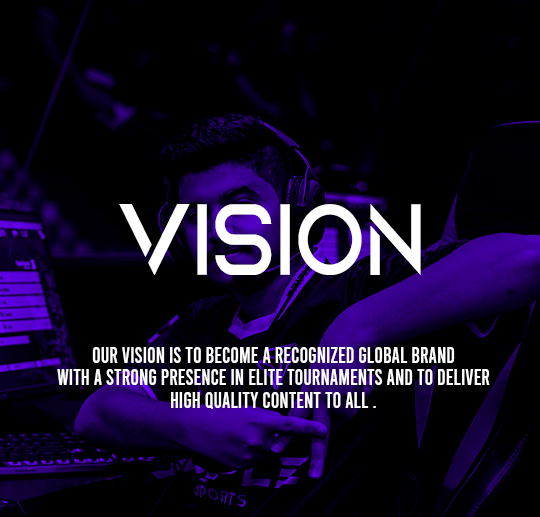 VISION
OUR VISION IS TO BECOME A RECOGNIZED GLOBAL BRAND
WITH A STRONG PRESENCE IN ELITE TOURNAMENTS AND TO DELIVER
HIGH QUALITY CONTENT TO ALL .
SPORTS